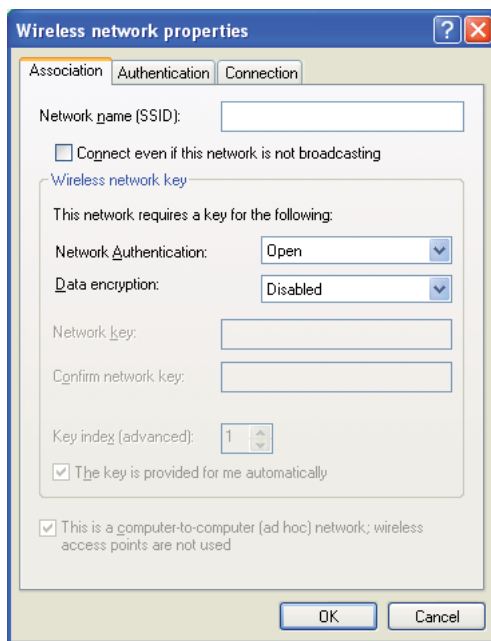 Wireless network properties
Association
Authentication
Connection
Network name (SSID):
Connect even if this network is not broadcasting
Wireless network key
This network requires a key for the following:
Network Authentication:
Open
Data encryption:
Disabled
Network key:
Confirm network key:
Key index (advanced):
1
The key is provided for me automatically
This is a computer-to-computer (ad hoc) network; wireless
access points are not used
OK
Cancel